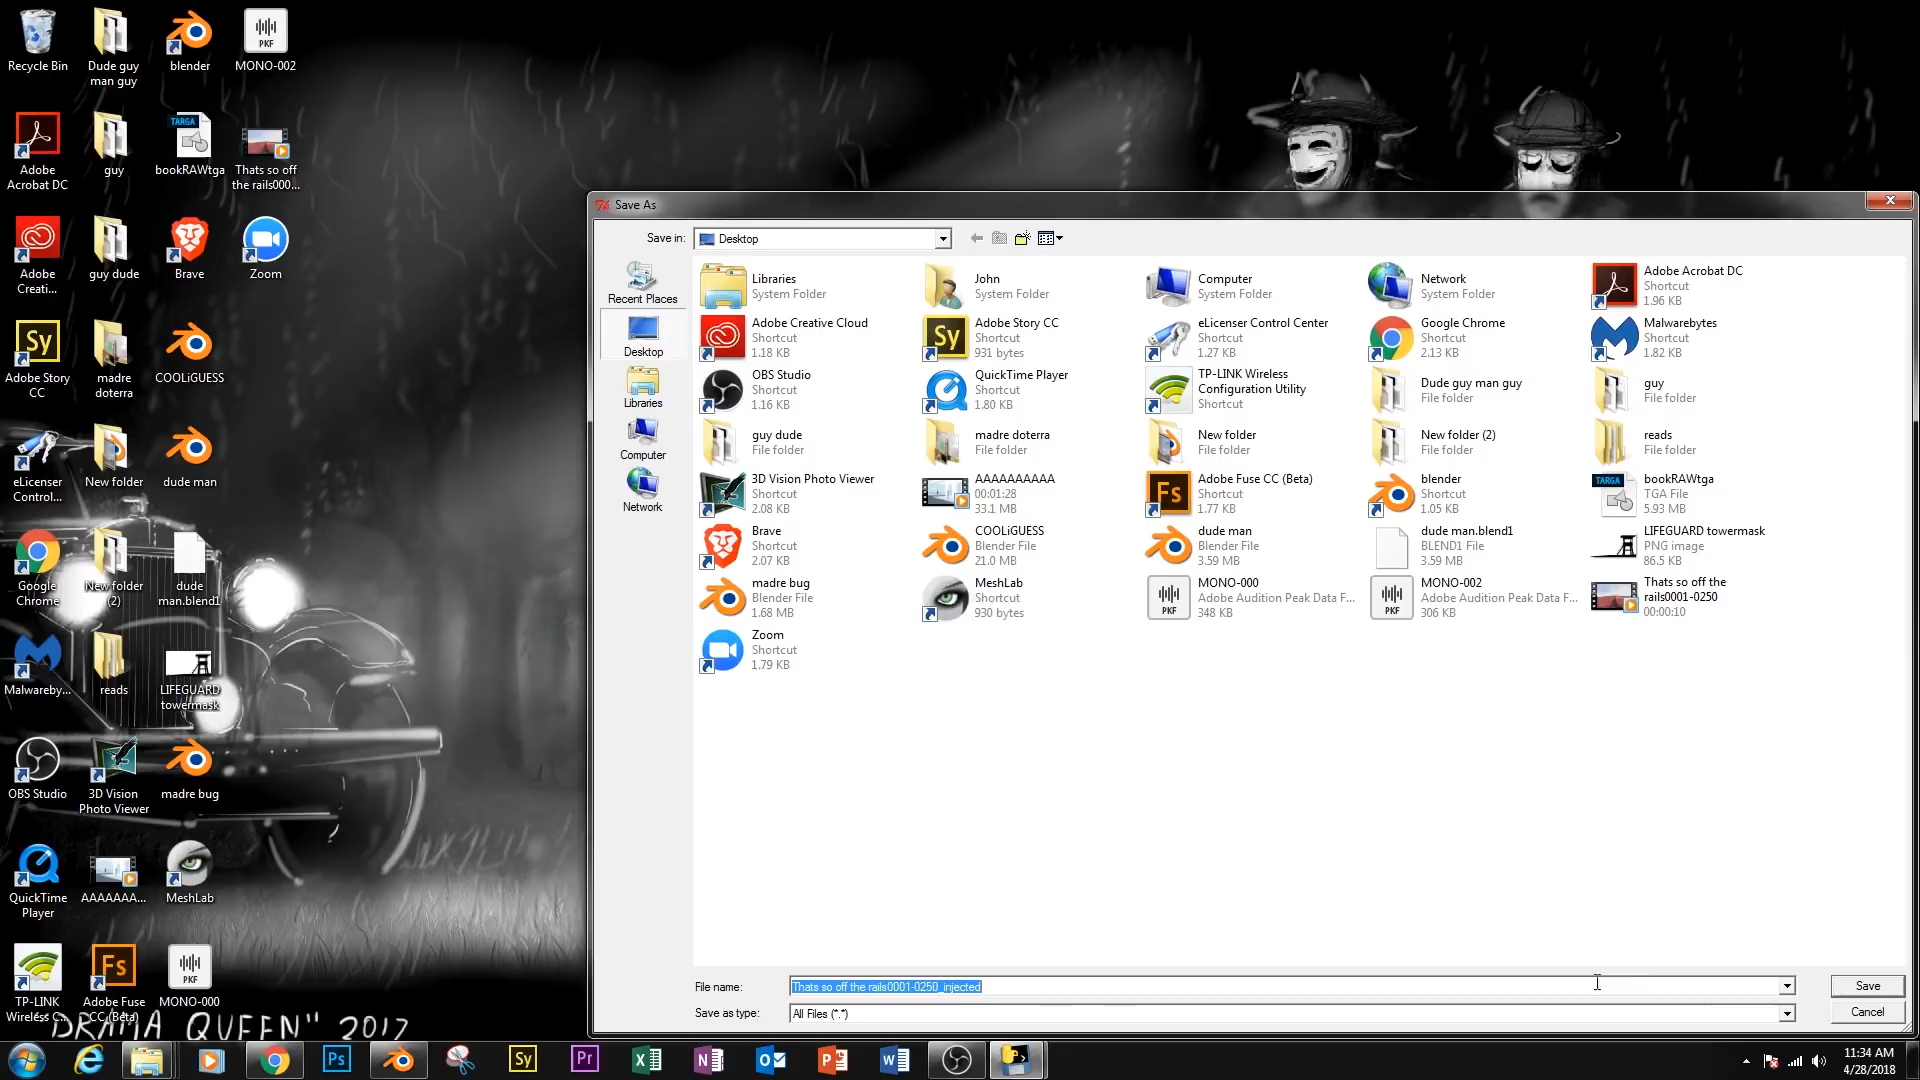 Recycle Bin
Dude guy
man guy
blender
PKF
MONO-002
Adobe
Acrobat DC
guy
TARGA
bookRAWtga
Thats so off
the rails000...
Adobe
Creati...
guy dude
Brave
Zoom
Sy
Adobe Story
CC
madre
doterra
COOLiGUESS
eLicenser
Control...
New folder
dude man
Google
Chrome
New folder
(2)
dude
man.blend1
Malwareby...
reads
LIFEGUARD
towermask
OBS Studio
3D Vision
Photo Viewer
madre bug
QuickTime
Player
AAAAAAA...
MeshLab
TP-LINK
Wireless C...
Fs
Adobe Fuse
CC (Beta)
PKF
MONO-000
"DRAMA QUEEN" 2017
Save As
Save in:
Desktop
Recent Places
Desktop
Libraries
Computer
Network
Libraries
System Folder
John
System Folder
Computer
System Folder
Network
System Folder
Adobe Acrobat DC
Shortcut
1.96 KB
Adobe Creative Cloud
Shortcut
1.18 KB
Sy
Adobe Story CC
Shortcut
931 bytes
eLicenser Control Center
Shortcut
1.27 KB
Google Chrome
Shortcut
2.13 KB
Malwarebytes
Shortcut
1.82 KB
OBS Studio
Shortcut
1.16 KB
QuickTime Player
Shortcut
1.80 KB
TP-LINK Wireless
Configuration Utility
Shortcut
Dude guy man guy
File folder
guy
File folder
guy dude
File folder
madre doterra
File folder
New folder
File folder
New folder (2)
File folder
reads
File folder
3D Vision Photo Viewer
Shortcut
2.08 KB
AAAAAAAAAA
00:01:28
33.1 MB
Fs
Adobe Fuse CC (Beta)
Shortcut
1.77 KB
blender
Shortcut
1.05 KB
TARGA
bookRAWtga
TGA File
5.93 MB
Brave
Shortcut
2.07 KB
COOLiGUESS
Blender File
21.0 MB
dude man
Blender File
3.59 MB
dude man.blend1
BLEND1 File
3.59 MB
LIFEGUARD towermask
PNG image
86.5 KB
madre bug
Blender File
1.68 MB
MeshLab
Shortcut
930 bytes
PKF
MONO-000
Adobe Audition Peak Data F...
348 KB
PKF
MONO-002
Adobe Audition Peak Data F...
306 KB
Thats so off the
rails0001-0250
00:00:10
Zoom
Shortcut
1.79 KB
File name:
Thats so off the rails0001-0250_injected
Save
Save as type:
All Files (*.*)
Cancel
Ps
Sy
Pr
11:34 AM
4/28/2018